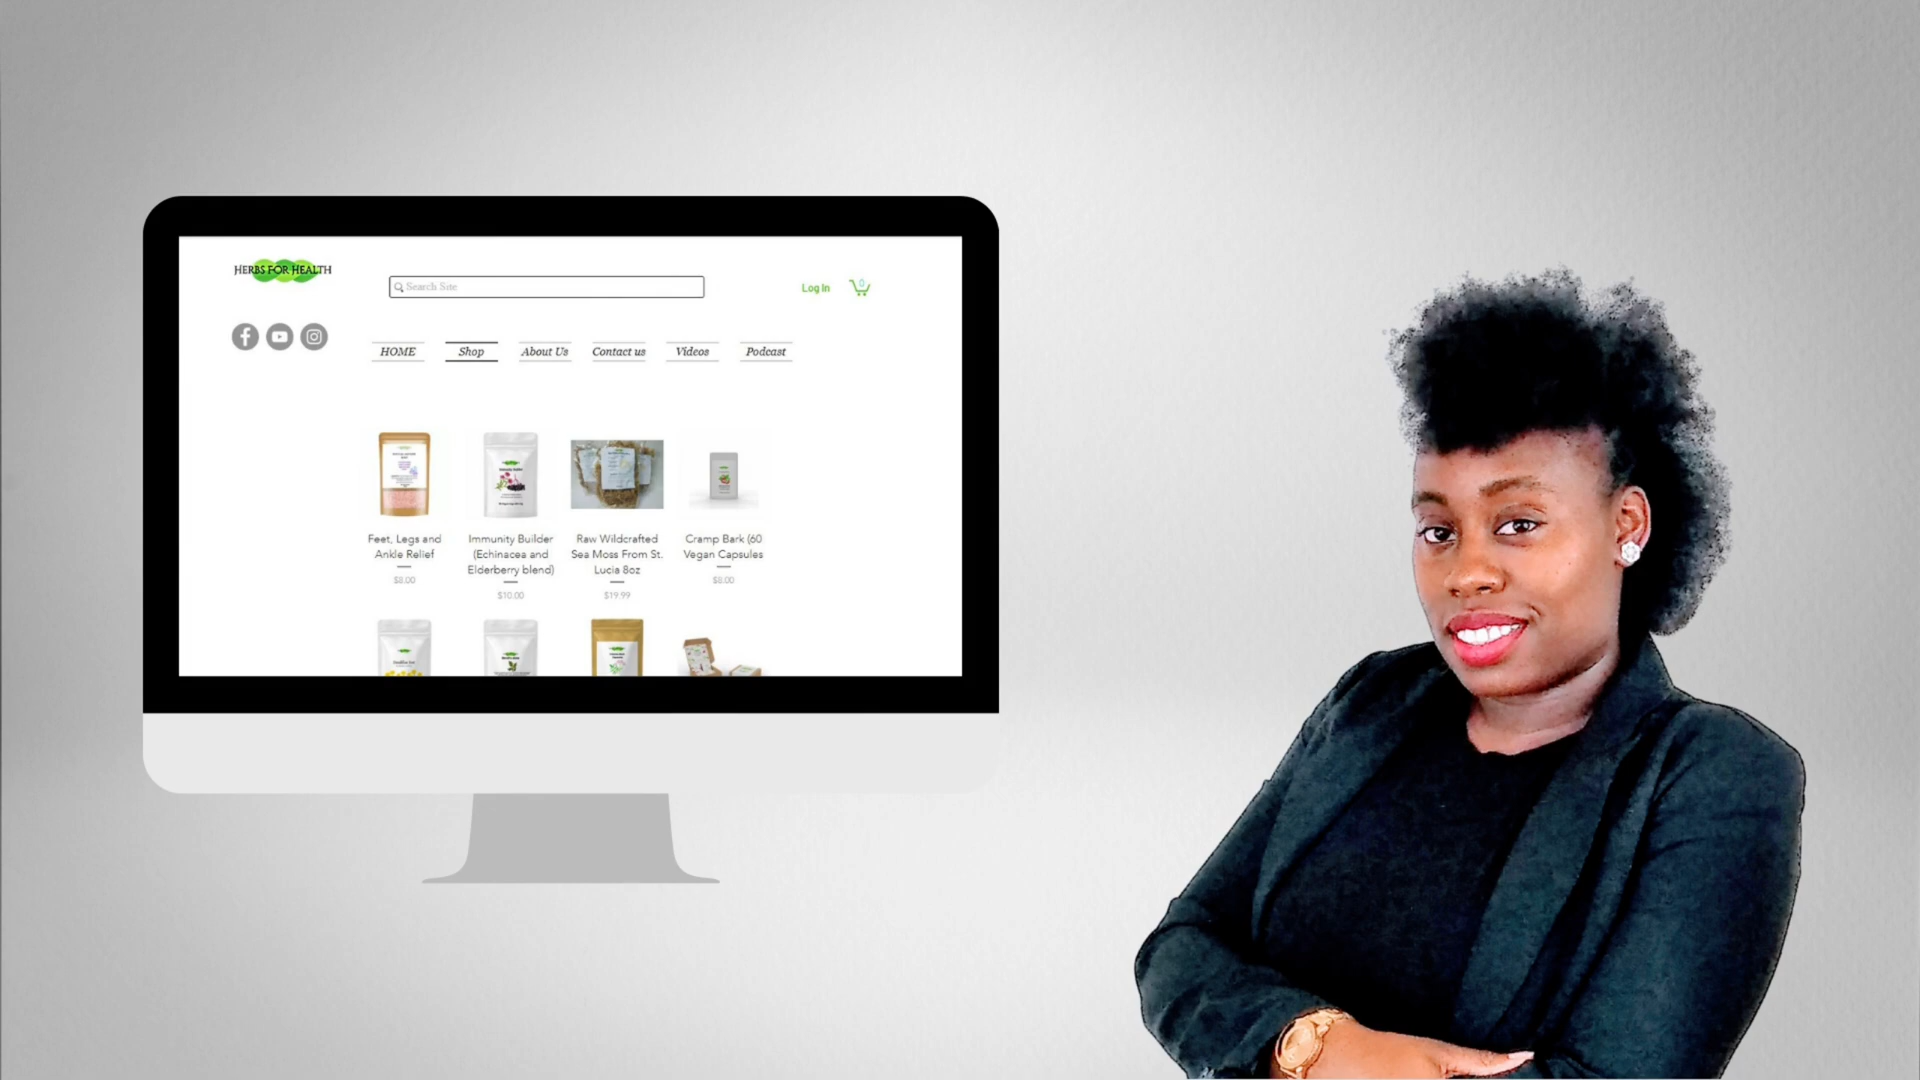 HERBS FOR HEALTH
Search Site
Log In
0
HOME
Shop
About Us
Contact us
Videos
Podcast
Feet, Legs and
Ankle Relief
$8.00
Immunity Builder
(Echinacea and
Elderberry blend)
$10.00
Raw Wildcrafted
Sea Moss From St.
Lucia 8oz
$19.99
Cramp Bark (60
Vegan Capsules
$8.00